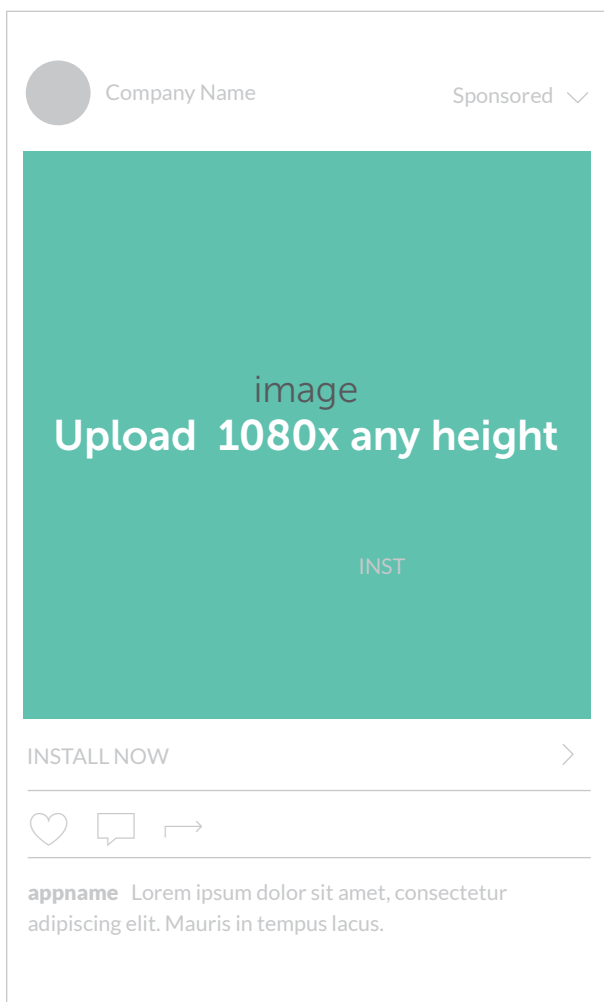 Company Name
Sponsored
image
Upload 1080x any height
INST
INSTALL NOW
appname Lorem ipsum dolor sit amet, consectetur
adipiscing elit. Mauris in tempus lacus.